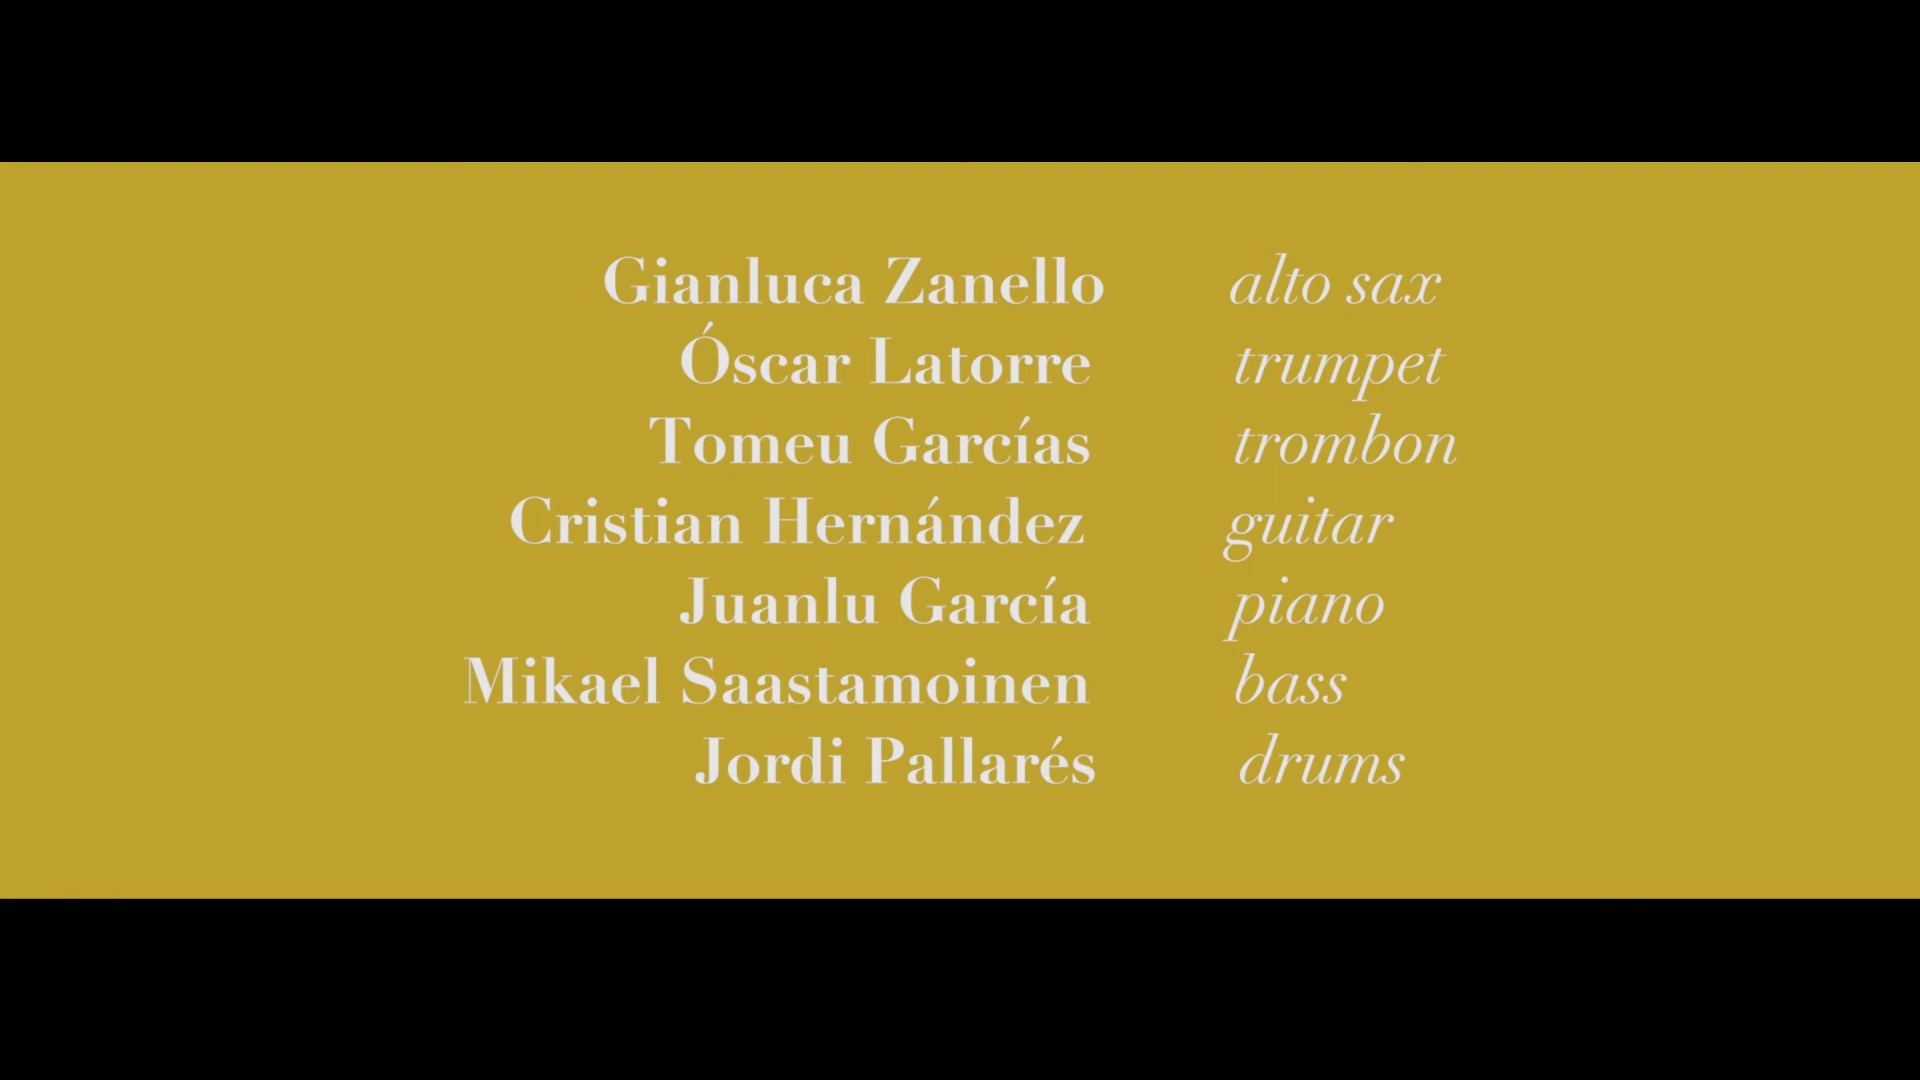 Gianluca Zanello alto sax
Óscar Latorre trumpet
Tomeu Garcías trombon
Cristian Hernández guitar
Juanlu García piano
Mikael Saastamoinen bass
Jordi Pallarés drums